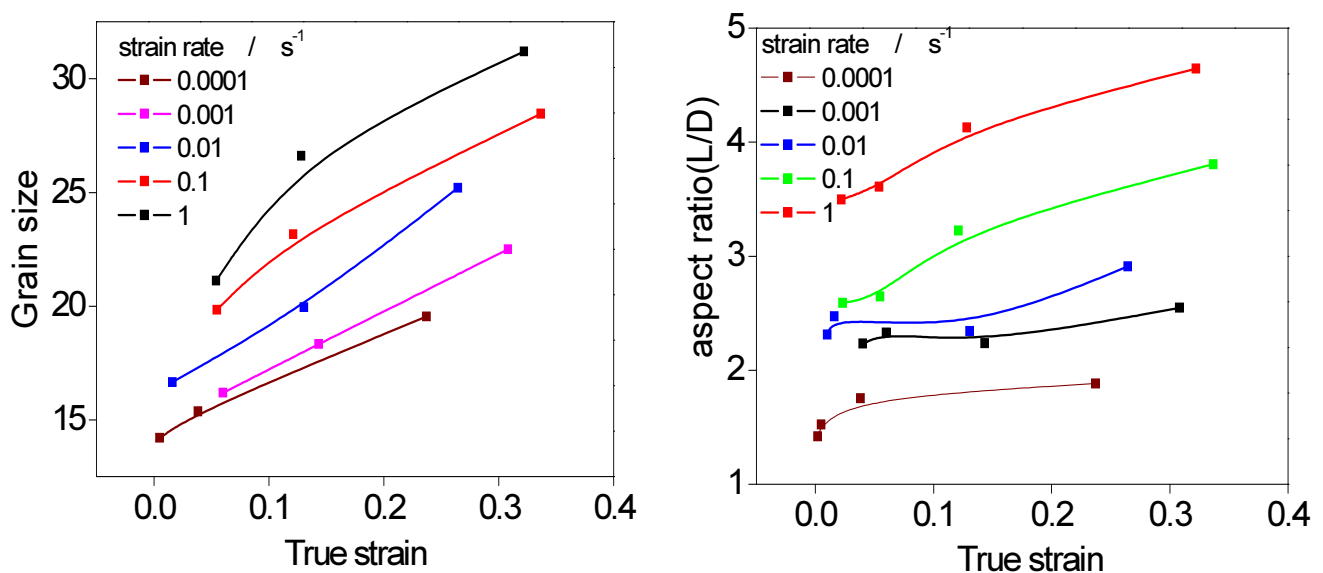 strain rate / s-1
0.0001
0.001
0.01
0.1
1
Grain size
30
25
20
15
0.0 0.1 0.2 0.3 0.4
True strain
strain rate / s-1
0.0001
0.001
0.01
0.1
1
aspect ratio(L/D)
5
4
3
2
1
0.0 0.1 0.2 0.3 0.4
True strain